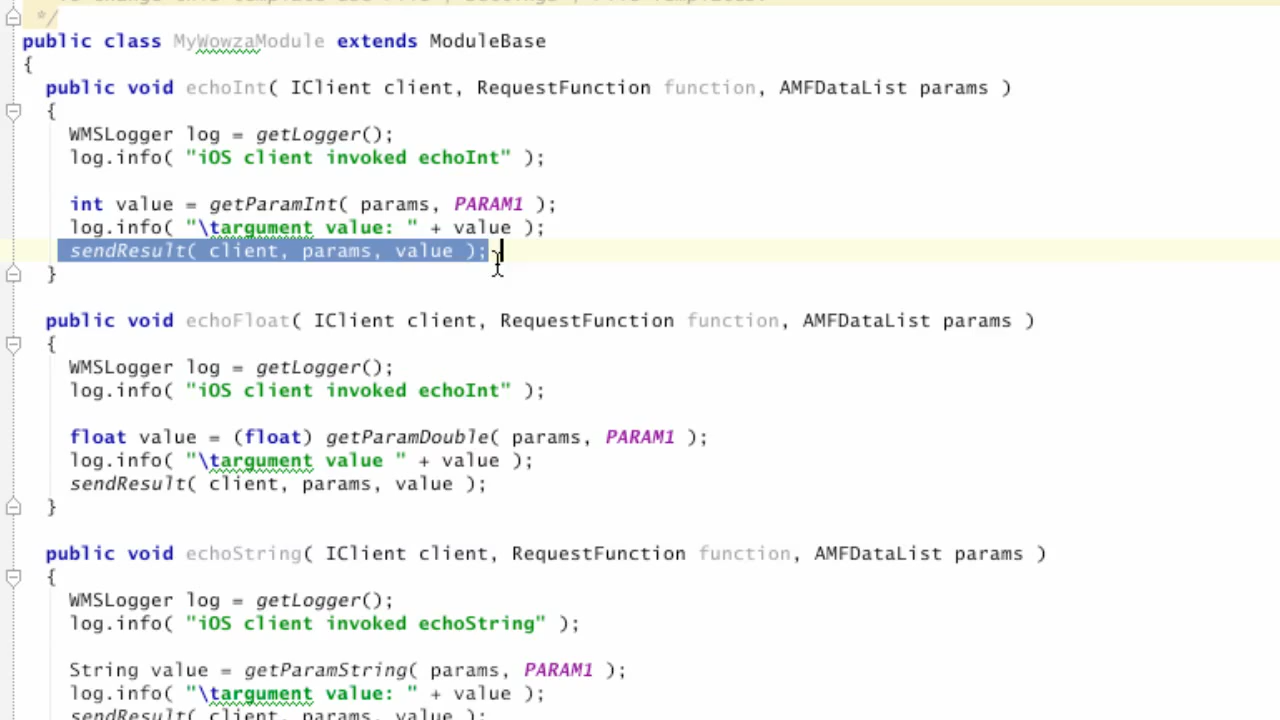 */
public class MyWowzaModule extends ModuleBase
{
public void echoInt( IClient client, RequestFunction function, AMFDataList params )
{
WMSLogger log = getLogger();
log.info( "iOS client invoked echoInt" );
int value = getParamInt( params, PARAM1 );
log.info( "\targument value: " + value );
sendResult( client, params, value );
}
public void echoFloat( IClient client, RequestFunction function, AMFDataList params )
{
WMSLogger log = getLogger();
log.info( "iOS client invoked echoInt" );
float value = (float) getParamDouble( params, PARAM1 );
log.info( "\targument value " + value );
sendResult( client, params, value );
}
public void echoString( IClient client, RequestFunction function, AMFDataList params )
{
WMSLogger log = getLogger();
log.info( "iOS client invoked echoString" );
String value = getParamString( params, PARAM1 );
log.info( "\targument value: " + value );
sendResult( client, params, value );